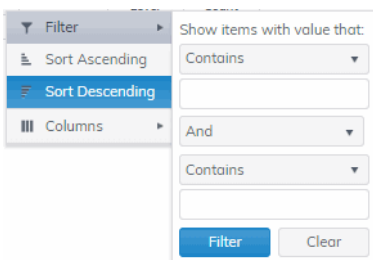 Filter
Sort Ascending
Sort Descending
Columns
Show items with value that:
Contains
And
Contains
Filter
Clear